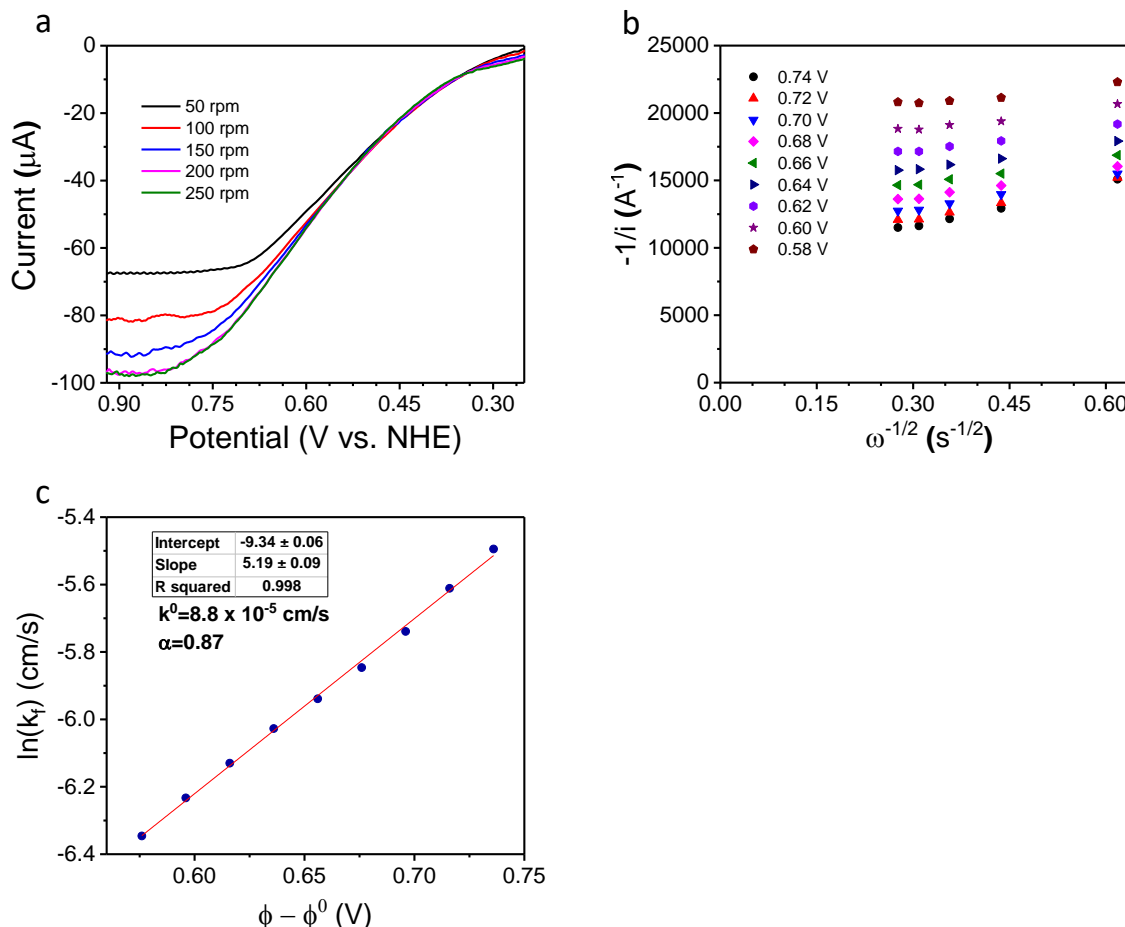 a
0
-20
-40
-60
-80
-100
Current (μA)
50 rpm
100 rpm
150 rpm
200 rpm
250 rpm
0.90 0.75 0.60 0.45 0.30
Potential (V vs. NHE)
b
25000
20000
15000
10000
5000
0
-1/i (A⁻¹)
0.74 V
0.72 V
0.70 V
0.68 V
0.66 V
0.64 V
0.62 V
0.60 V
0.58 V
0.00 0.15 0.30 0.45 0.60
ω⁻¹/² (s⁻¹/²)
c
-5.4
-5.6
-5.8
-6.0
-6.2
-6.4
ln(k_f) (cm/s)
Intercept -9.34 ± 0.06
Slope 5.19 ± 0.09
R squared 0.998
k⁰=8.8 x 10⁻⁵ cm/s
α=0.87
0.60 0.65 0.70 0.75
ϕ – ϕ⁰ (V)